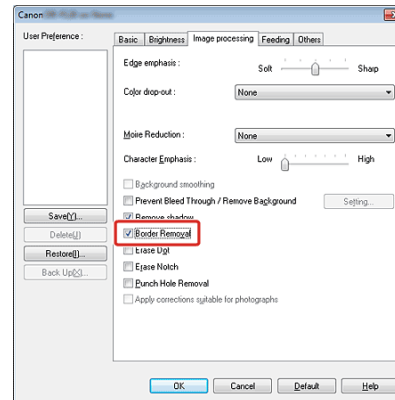 Canon
User Preference :
Basic Brightness Image processing Feeding Others
Edge emphasis :
Soft Sharp
Color drop-out :
None
Moire Reduction :
None
Character Emphasis :
Low High
Background smoothing
Prevent Bleed Through / Remove Background
Setting...
Remove shadow
Border Removal
Erase Dot
Erase Notch
Punch Hole Removal
Apply corrections suitable for photographs
Save(Y)...
Delete(J)
Restore(I)...
Back Up(X)...
OK Cancel Default Help